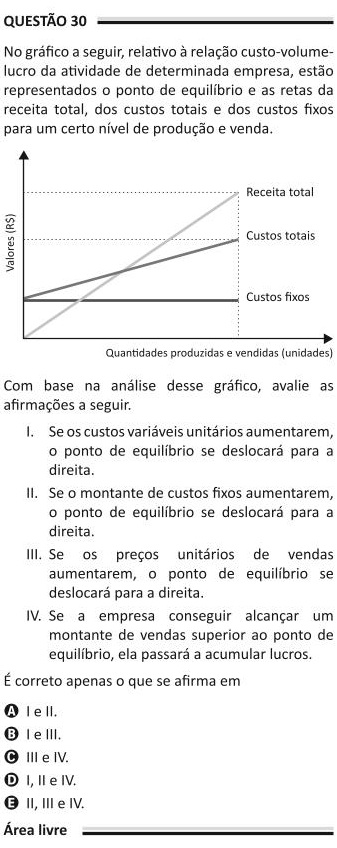 QUESTÃO 30
No gráfico a seguir, relativo à relação custo-volume-
lucro da atividade de determinada empresa, estão
representados o ponto de equilíbrio e as retas da
receita total, dos custos totais e dos custos fixos
para um certo nível de produção e venda.
Valores (R$)
Receita total
Custos totais
Custos fixos
Quantidades produzidas e vendidas (unidades)
Com base na análise desse gráfico, avalie as
afirmações a seguir.
I. Se os custos variáveis unitários aumentarem,
o ponto de equilíbrio se deslocará para a
direita.
II. Se o montante de custos fixos aumentarem,
o ponto de equilíbrio se deslocará para a
direita.
III. Se os preços unitários de vendas
aumentarem, o ponto de equilíbrio se
deslocará para a direita.
IV. Se a empresa conseguir alcançar um
montante de vendas superior ao ponto de
equilíbrio, ela passará a acumular lucros.
É correto apenas o que se afirma em
A I e II.
B I e III.
C III e IV.
D I, II e IV.
E II, III e IV.
Área livre